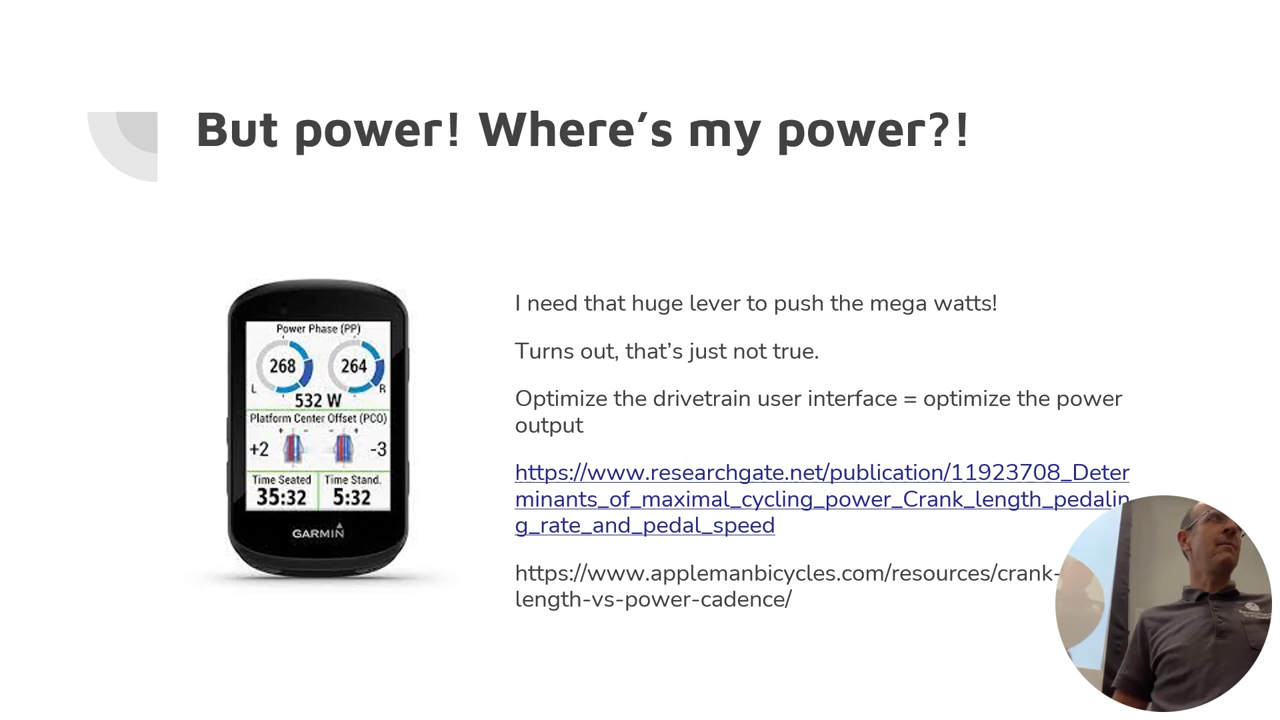 But power! Where's my power?!
I need that huge lever to push the mega watts!
Turns out, that's just not true.
Optimize the drivetrain user interface = optimize the power
output
https://www.researchgate.net/publication/11923708_Deter
minants_of_maximal_cycling_power_Crank_length_pedalin
g_rate_and_pedal_speed
https://www.applemanbicycles.com/resources/crank-
length-vs-power-cadence/
Power Phase (PP)
268 264
L R
532 W
Platform Center Offset (PCO)
+ - - +
+2 -3
Time Seated Time Stand.
35:32 5:32
GARMIN